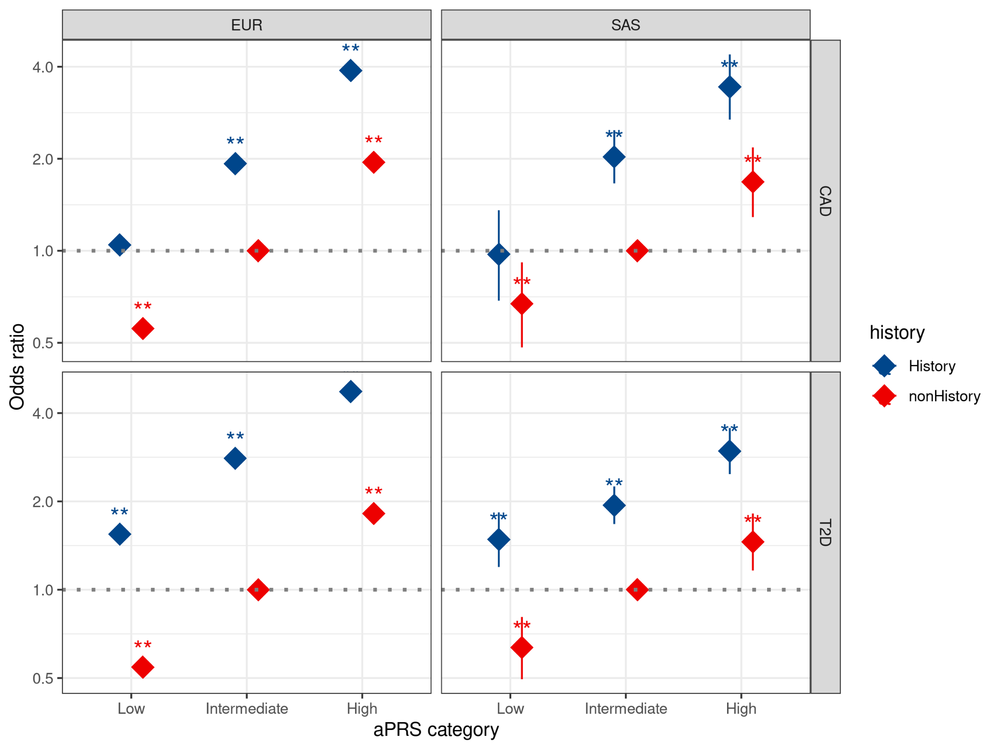 EUR
SAS
**
**
4.0
**
**
**
**
2.0
**
CAD
1.0
**
**
0.5
Odds ratio
history
History
nonHistory
4.0
**
**
**
**
2.0
**
**
**
T2D
1.0
**
**
0.5
Low
Intermediate
High
Low
Intermediate
High
aPRS category